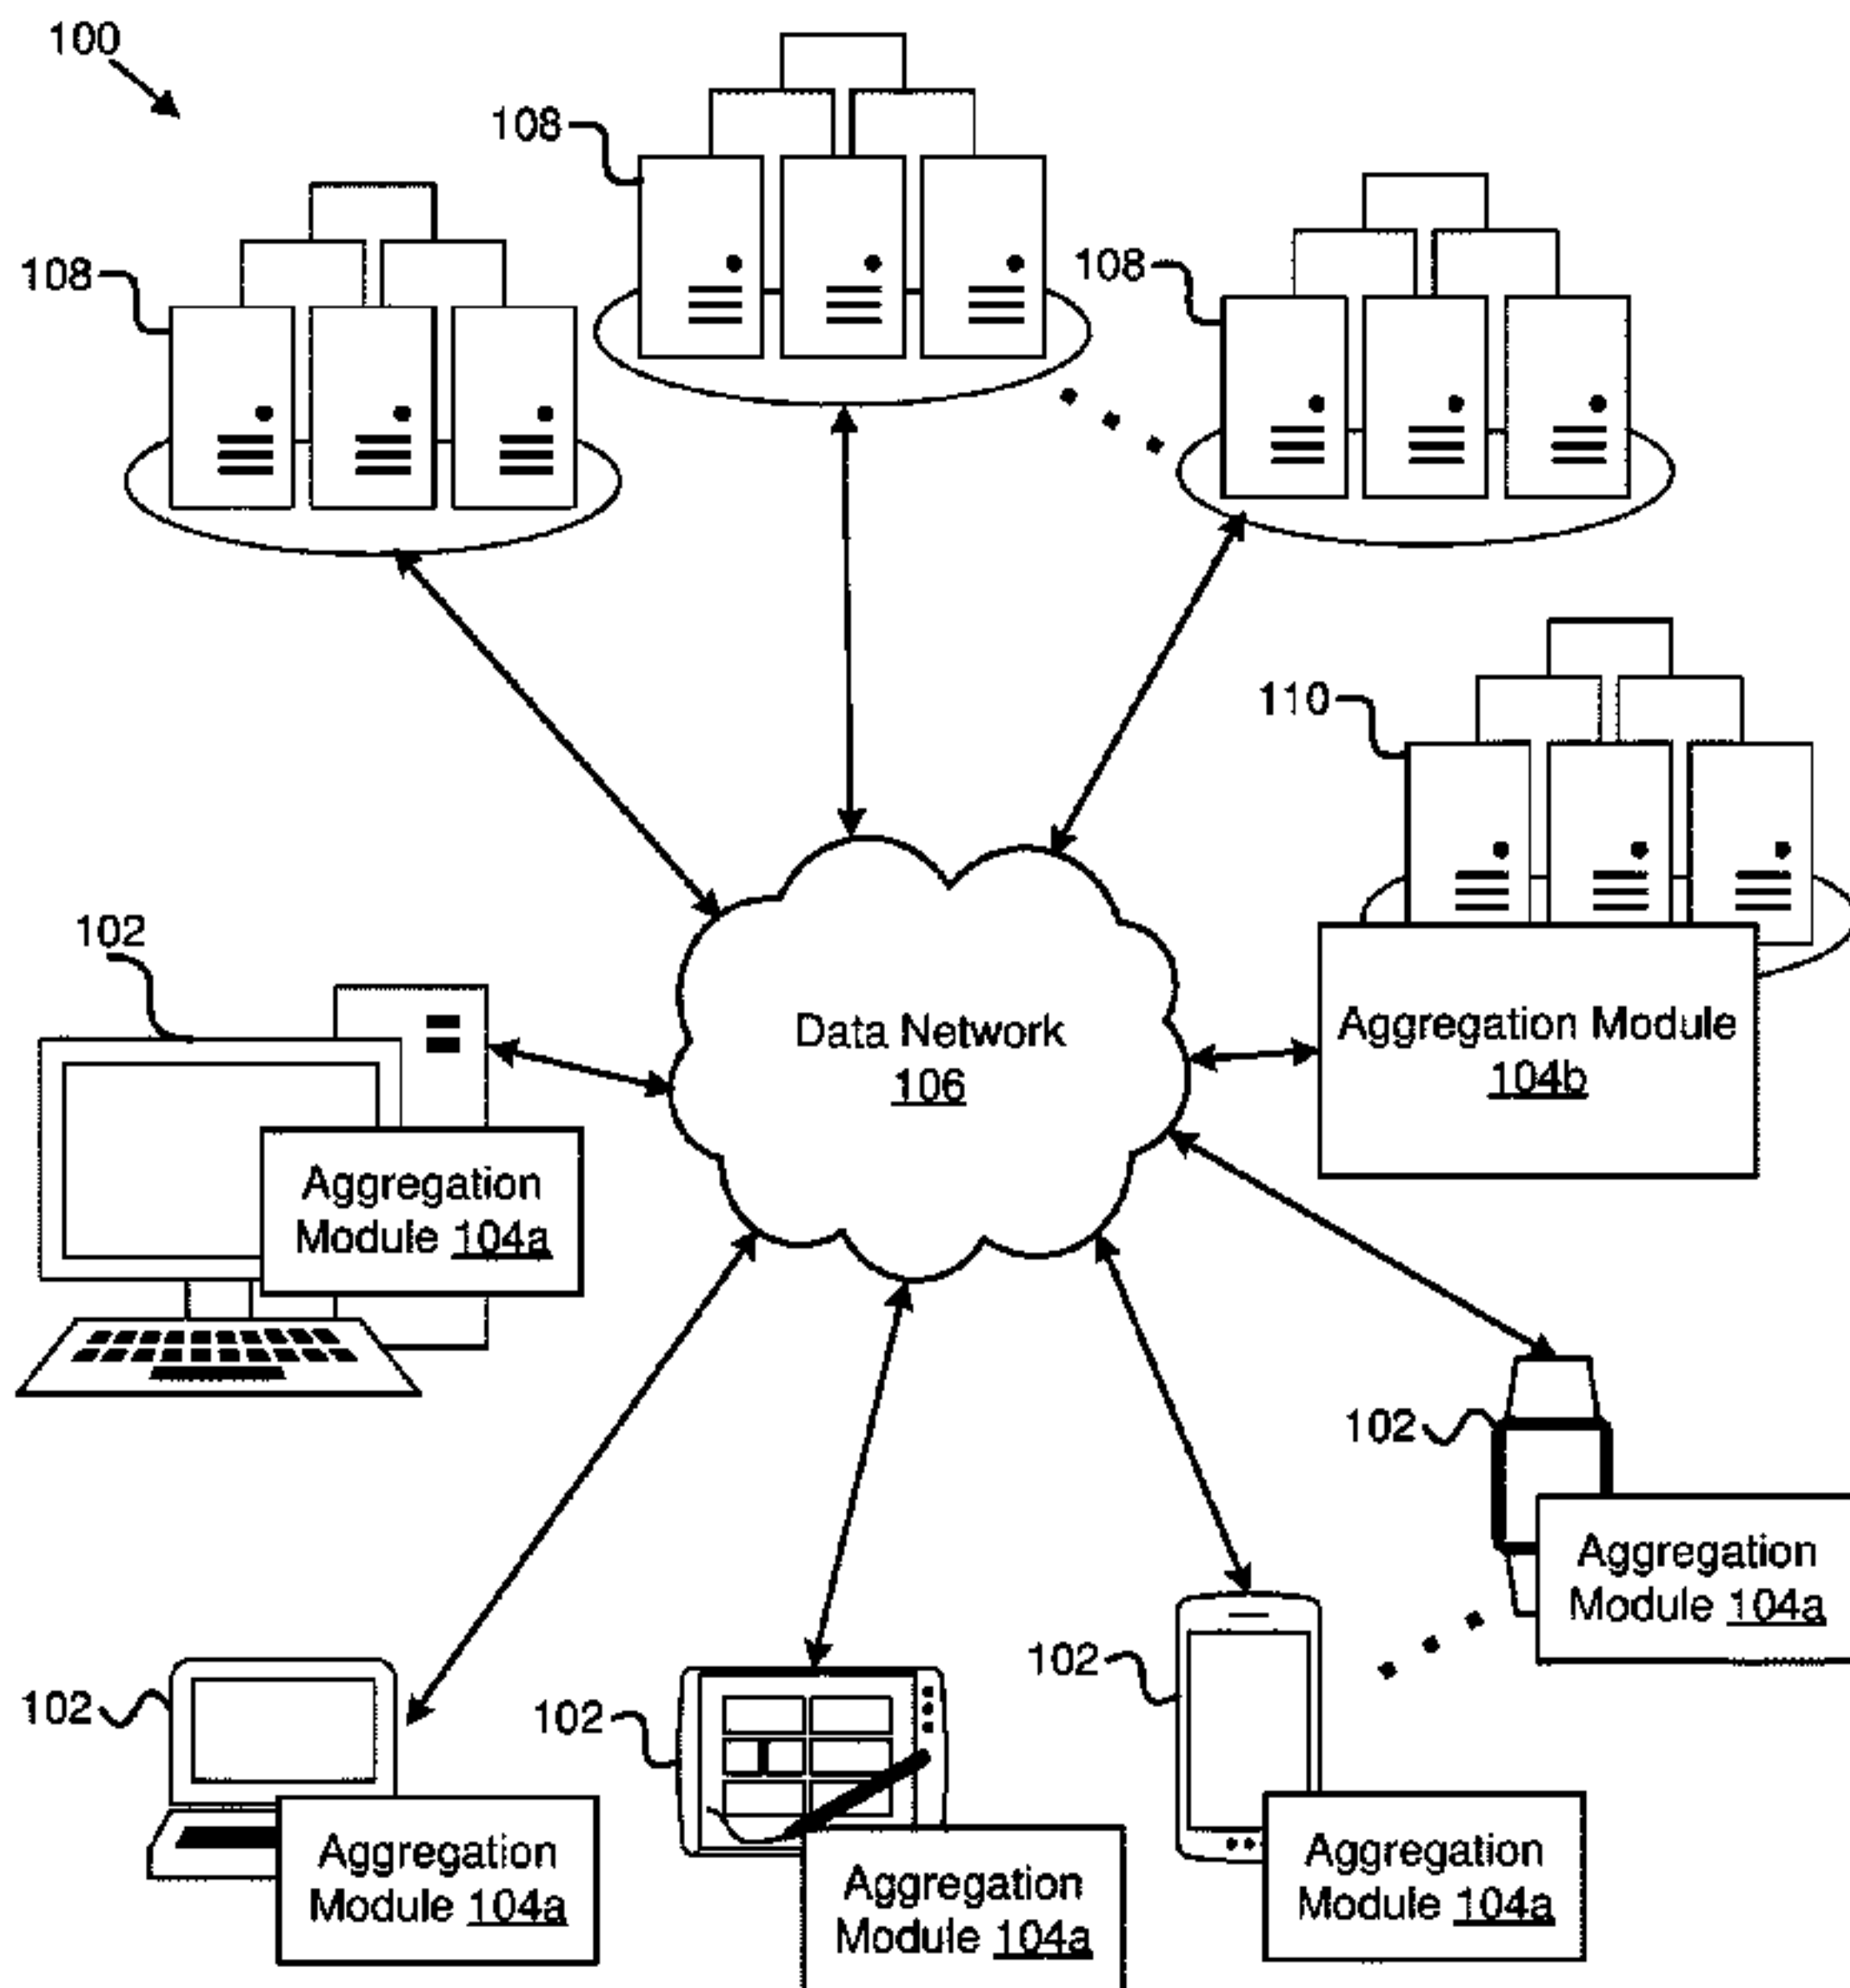 100
108
108
108
110
102
Data Network
106
Aggregation Module
104b
Aggregation
Module 104a
102
Aggregation
Module 104a
102
102
102
Aggregation
Module 104a
Aggregation
Module 104a
Aggregation
Module 104a